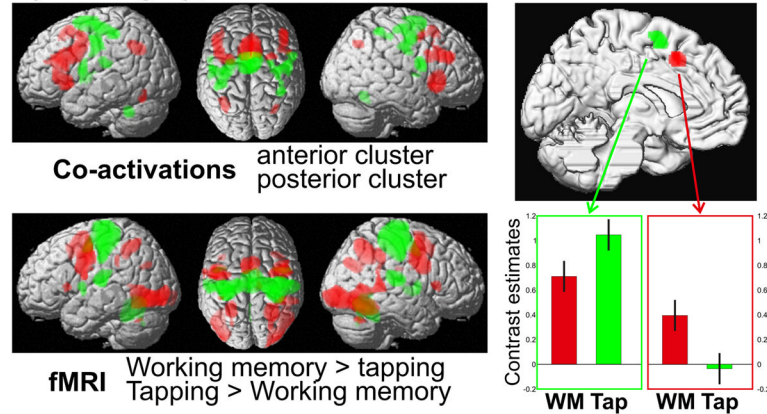 Co-activations
anterior cluster
posterior cluster
fMRI
Working memory > tapping
Tapping > Working memory
Contrast estimates
1.2
1
0.8
0.6
0.4
0.2
0
-0.2
WM Tap
WM Tap
1.2
1
0.8
0.6
0.4
0.2
0
-0.2